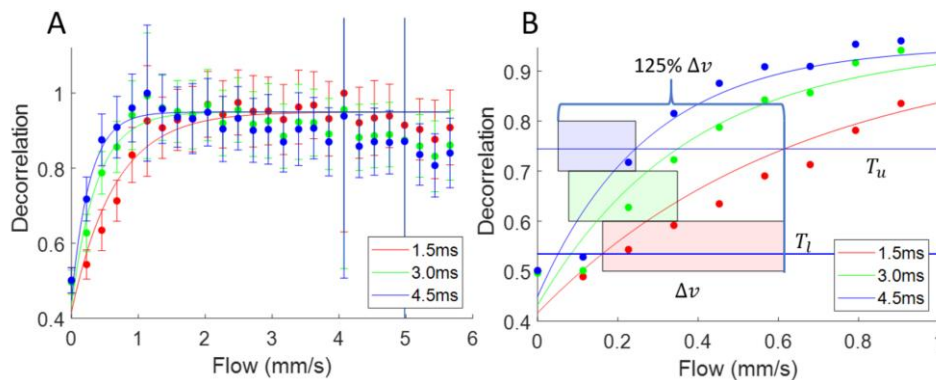 A
Decorrelation
1
0.8
0.6
0.4
0
1
2
3
4
5
6
Flow (mm/s)
1.5ms
3.0ms
4.5ms
B
Decorrelation
0.9
0.8
0.7
0.6
0.5
0.4
0
0.2
0.4
0.6
0.8
1
Flow (mm/s)
125% Δv
T_u
T_l
Δv
1.5ms
3.0ms
4.5ms